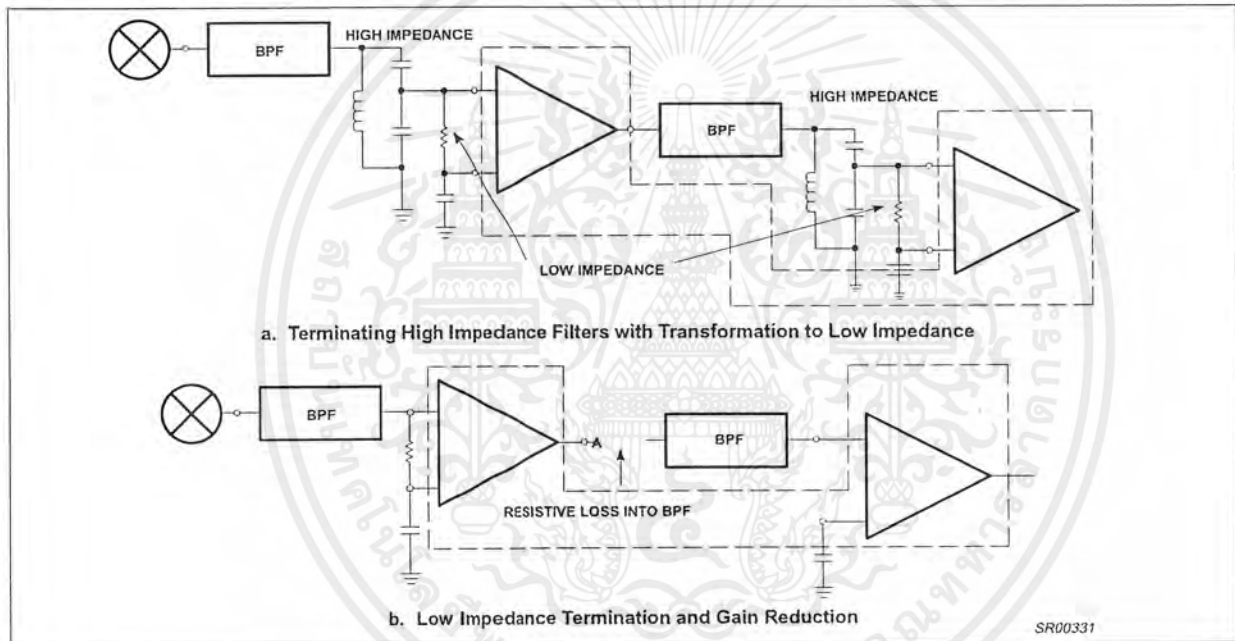 HIGH IMPEDANCE
BPF
BPF
HIGH IMPEDANCE
LOW IMPEDANCE
a. Terminating High Impedance Filters with Transformation to Low Impedance
BPF
BPF
RESISTIVE LOSS INTO BPF
b. Low Impedance Termination and Gain Reduction
SR00331